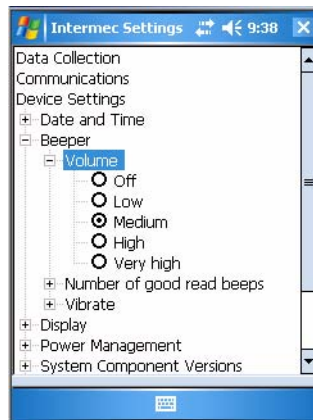 Intermec Settings 9:38
Data Collection
Communications
Device Settings
Date and Time
Beeper
Volume
Off
Low
Medium
High
Very high
Number of good read beeps
Vibrate
Display
Power Management
System Component Versions